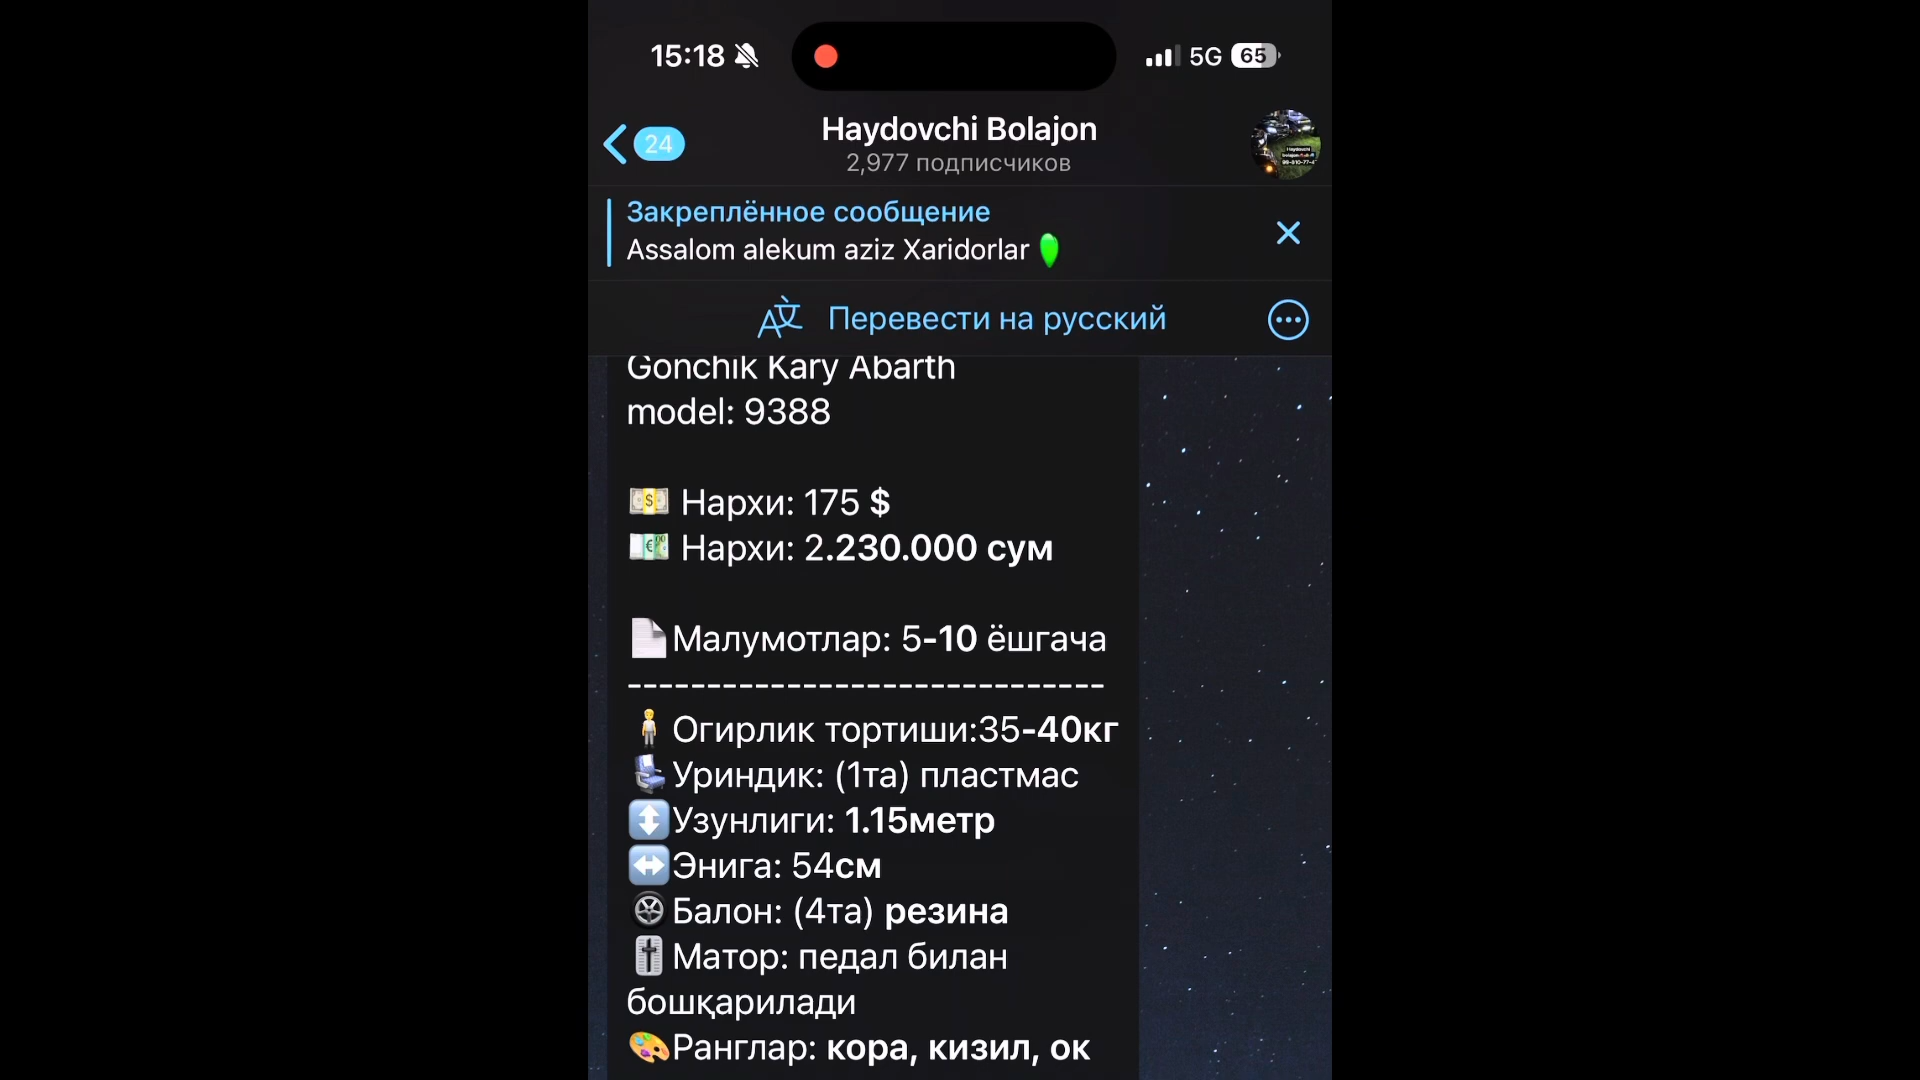 15:18
5G 65
24
Haydovchi Bolajon
2,977 подписчиков
Закреплённое сообщение
Assalom alekum aziz Xaridorlar
Перевести на русский
Gonchik Kary Abarth
model: 9388
Нархи: 175 $
Нархи: 2.230.000 сум
Малумотлар: 5-10 ёшгача
-------------------------------
Огирлик тортиши:35-40кг
Уриндик: (1та) пластмас
Узунлиги: 1.15метр
Энига: 54см
Балон: (4та) резина
Матор: педал билан
бошқарилади
Ранглар: кора, кизил, ок